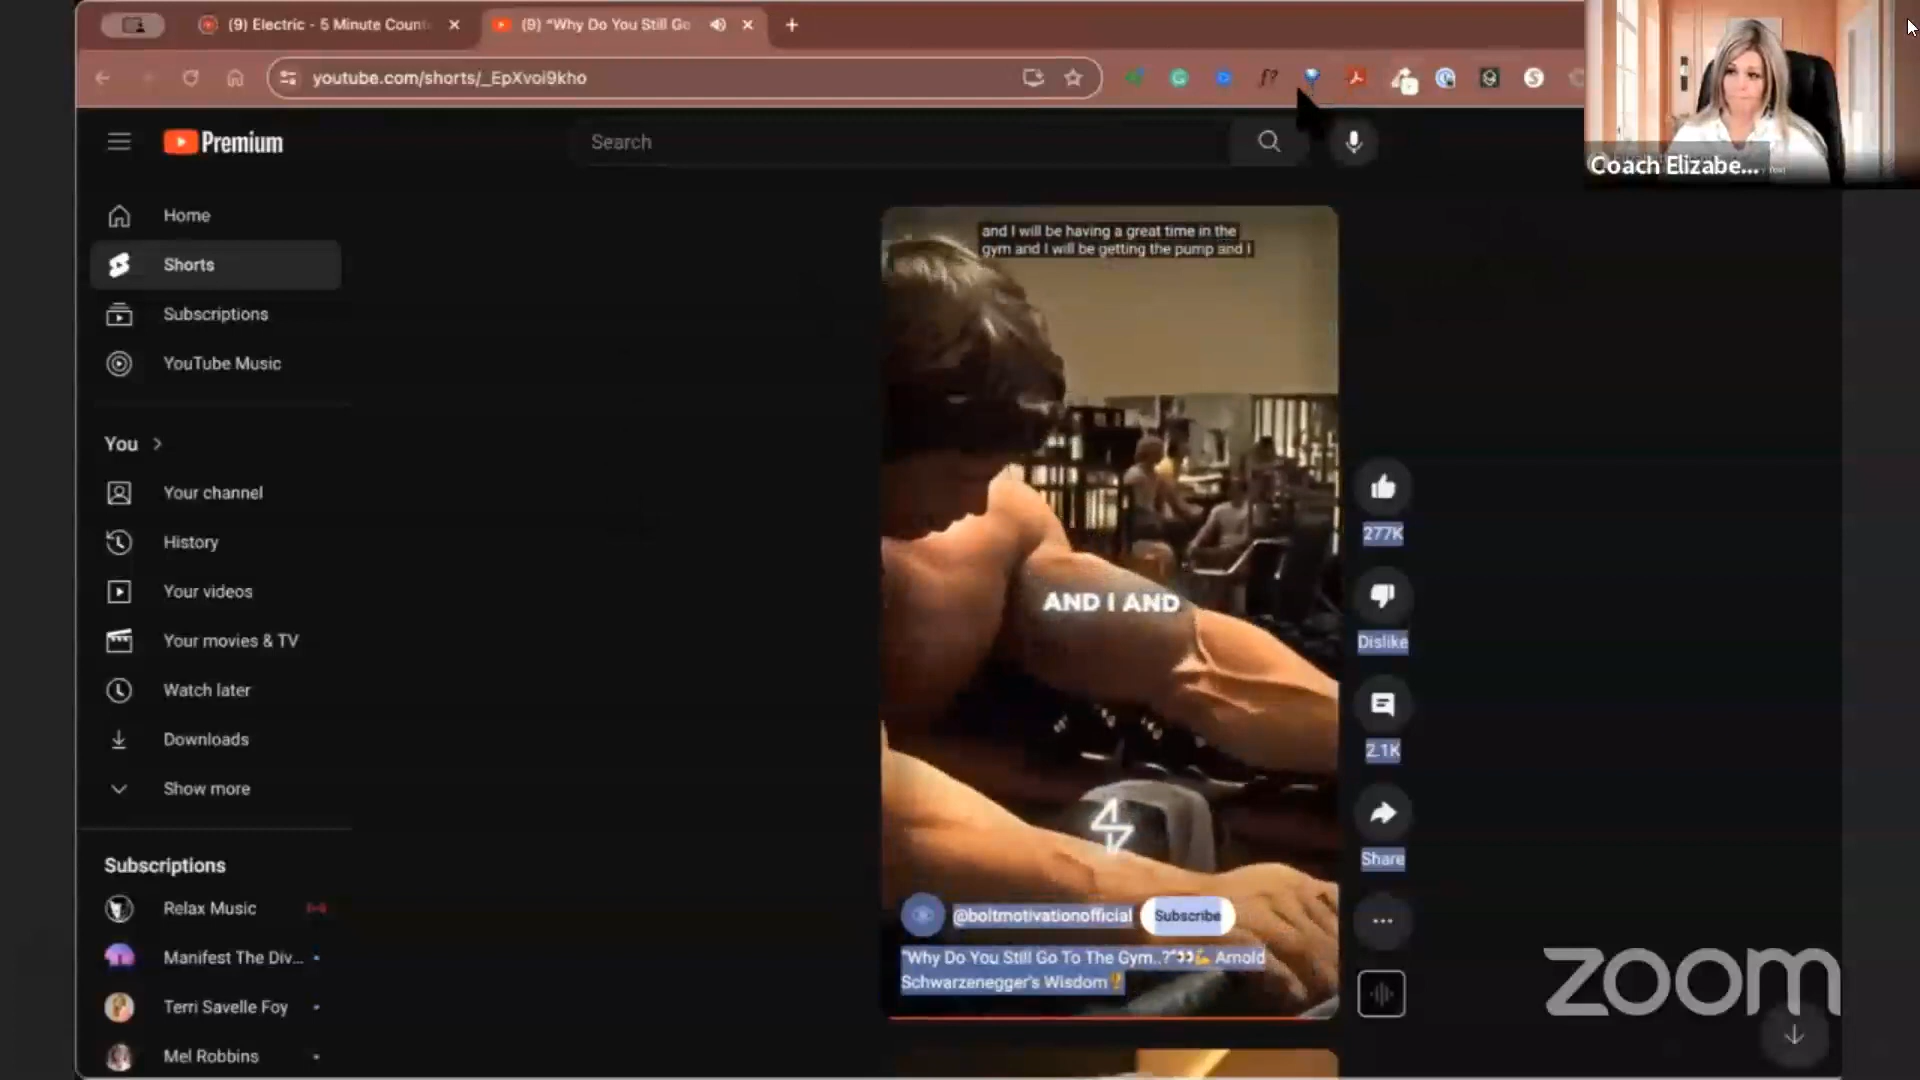 (9) Electric - 5 Minute Count
(9) "Why Do You Still Go
youtube.com/shorts/_EpXvoi9kho
Coach Elizabe...
Premium
Search
Home
Shorts
Subscriptions
YouTube Music
You
Your channel
History
Your videos
Your movies & TV
Watch later
Downloads
Show more
Subscriptions
Relax Music
Manifest The Div...
Terri Savelle Foy
Mel Robbins
and I will be having a great time in the
gym and I will be getting the pump and I
AND I AND
277K
Dislike
2.1K
Share
@boltmotivationofficial
Subscribe
"Why Do You Still Go To The Gym..?"👀💪 Arnold
Schwarzenegger's Wisdom🏆
zoom